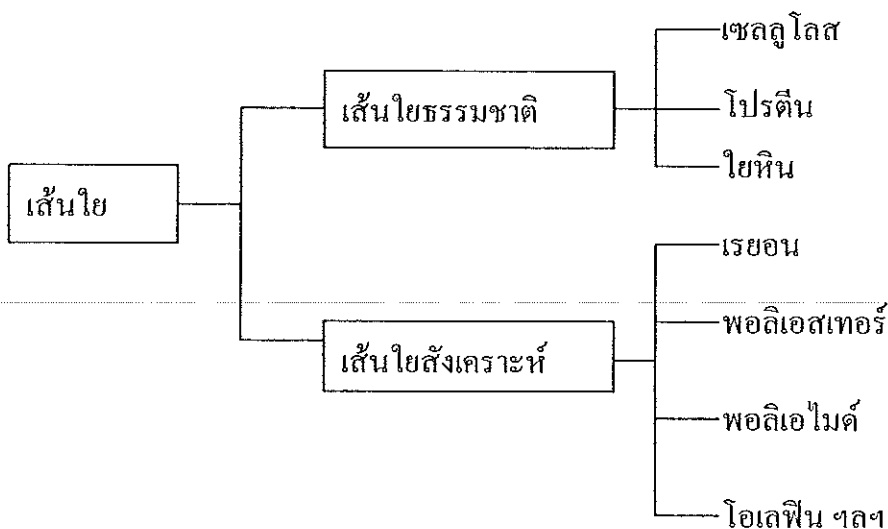 เส้นใย
เส้นใยธรรมชาติ
เซลลูโลส
โปรตีน
ใยหิน
เส้นใยสังเคราะห์
เรยอน
พอลิเอสเทอร์
พอลิเอไมด์
โอเลฟิน ฯลฯ